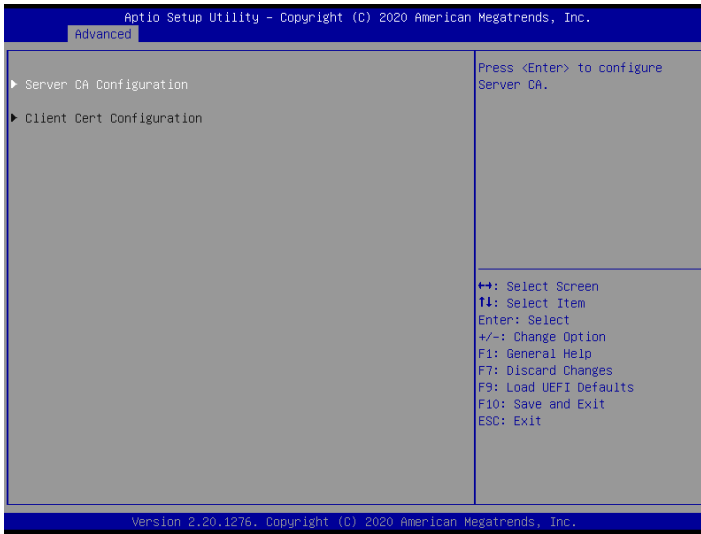 Aptio Setup Utility – Copyright (C) 2020 American Megatrends, Inc.
Advanced
Server CA Configuration
Client Cert Configuration
Press <Enter> to configure
Server CA.
↔: Select Screen
↑↓: Select Item
Enter: Select
+/-: Change Option
F1: General Help
F7: Discard Changes
F9: Load UEFI Defaults
F10: Save and Exit
ESC: Exit
Version 2.20.1276. Copyright (C) 2020 American Megatrends, Inc.